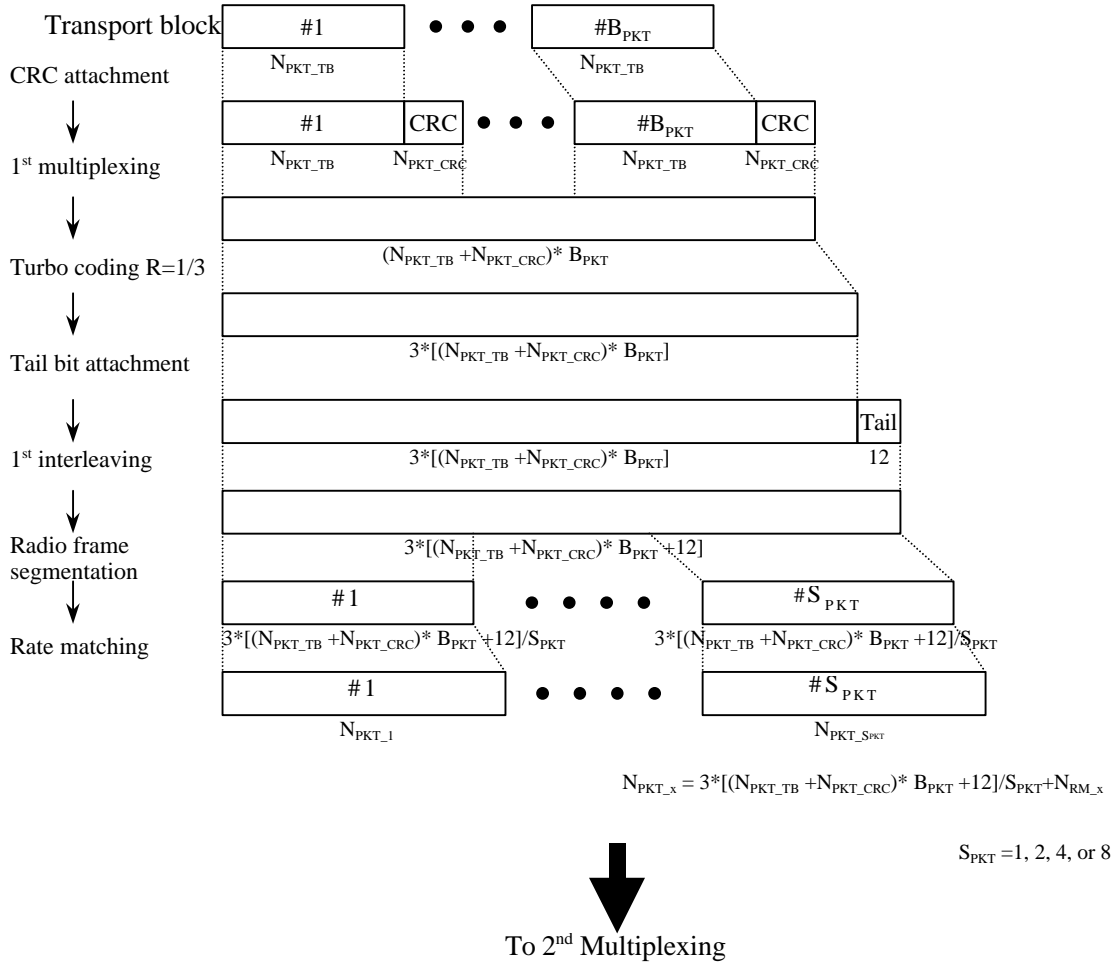 Transport block #1 #B_PKT
N_PKT_TB N_PKT_TB
CRC attachment
#1 CRC #B_PKT CRC
N_PKT_TB N_PKT_CRC N_PKT_TB N_PKT_CRC
1st multiplexing
(N_PKT_TB +N_PKT_CRC)* B_PKT
Turbo coding R=1/3
3*[(N_PKT_TB +N_PKT_CRC)* B_PKT]
Tail bit attachment
Tail
3*[(N_PKT_TB +N_PKT_CRC)* B_PKT] 12
1st interleaving
3*[(N_PKT_TB +N_PKT_CRC)* B_PKT +12]
Radio frame
segmentation
#1 #S_PKT
3*[(N_PKT_TB +N_PKT_CRC)* B_PKT +12]/S_PKT 3*[(N_PKT_TB +N_PKT_CRC)* B_PKT +12]/S_PKT
Rate matching
#1 #S_PKT
N_PKT_1 N_PKT_SPKT
N_PKT_x = 3*[(N_PKT_TB +N_PKT_CRC)* B_PKT +12]/S_PKT+N_RM_x
S_PKT =1, 2, 4, or 8
To 2nd Multiplexing